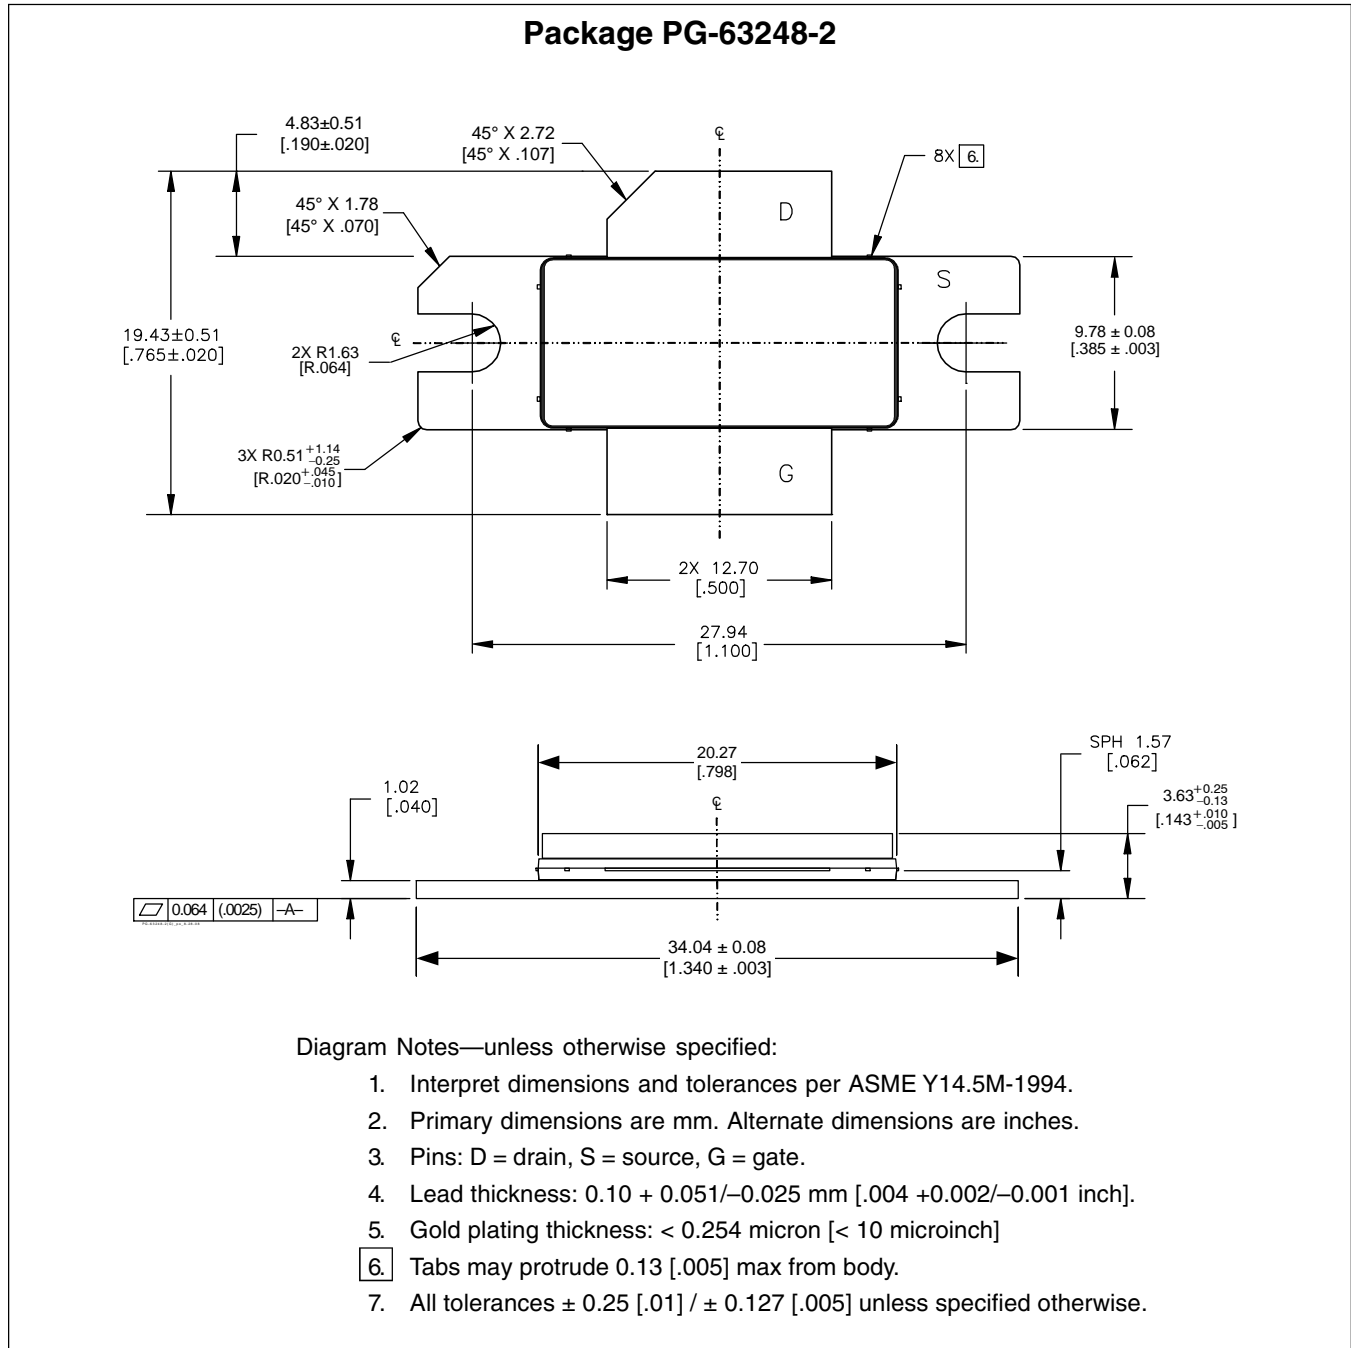 Package PG-63248-2
4.83±0.51
[.190±.020]
45° X 2.72
[45° X .107]
℄
8X 6.
45° X 1.78
[45° X .070]
D
S
19.43±0.51
[.765±.020]
℄
2X R1.63
[R.064]
9.78 ± 0.08
[.385 ± .003]
3X R0.51 +1.14 −0.25
[R.020 +.045 −.010]
G
2X 12.70
[.500]
27.94
[1.100]
20.27
[.798]
SPH 1.57
[.062]
1.02
[.040]
℄
3.63 +0.25 −0.13
[.143 +.010 −.005]
0.064 (.0025) –A–
34.04 ± 0.08
[1.340 ± .003]
Diagram Notes—unless otherwise specified:
1. Interpret dimensions and tolerances per ASME Y14.5M-1994.
2. Primary dimensions are mm. Alternate dimensions are inches.
3. Pins: D = drain, S = source, G = gate.
4. Lead thickness: 0.10 + 0.051/–0.025 mm [.004 +0.002/–0.001 inch].
5. Gold plating thickness: < 0.254 micron [< 10 microinch]
6. Tabs may protrude 0.13 [.005] max from body.
7. All tolerances ± 0.25 [.01] / ± 0.127 [.005] unless specified otherwise.